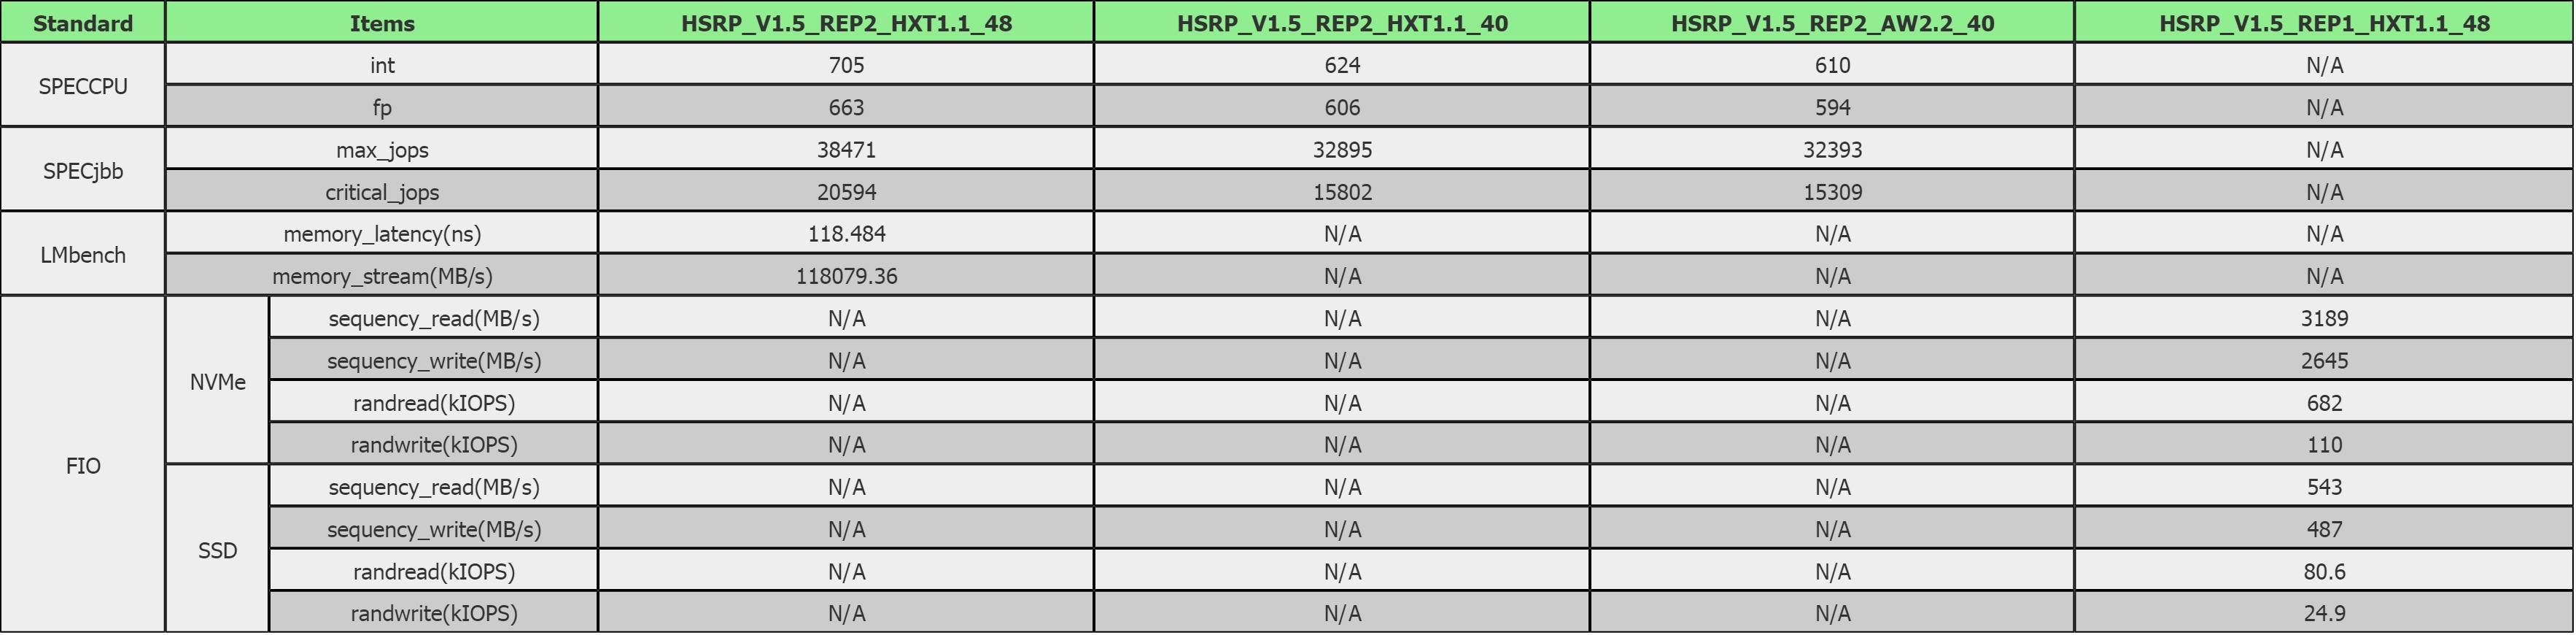 Standard Items HSRP_V1.5_REP2_HXT1.1_48 HSRP_V1.5_REP2_HXT1.1_40 HSRP_V1.5_REP2_AW2.2_40 HSRP_V1.5_REP1_HXT1.1_48
SPECCPU int 705 624 610 N/A
fp 663 606 594 N/A
SPECjbb max_jops 38471 32895 32393 N/A
critical_jops 20594 15802 15309 N/A
LMbench memory_latency(ns) 118.484 N/A N/A N/A
memory_stream(MB/s) 118079.36 N/A N/A N/A
FIO NVMe sequency_read(MB/s) N/A N/A N/A 3189
sequency_write(MB/s) N/A N/A N/A 2645
randread(kIOPS) N/A N/A N/A 682
randwrite(kIOPS) N/A N/A N/A 110
SSD sequency_read(MB/s) N/A N/A N/A 543
sequency_write(MB/s) N/A N/A N/A 487
randread(kIOPS) N/A N/A N/A 80.6
randwrite(kIOPS) N/A N/A N/A 24.9